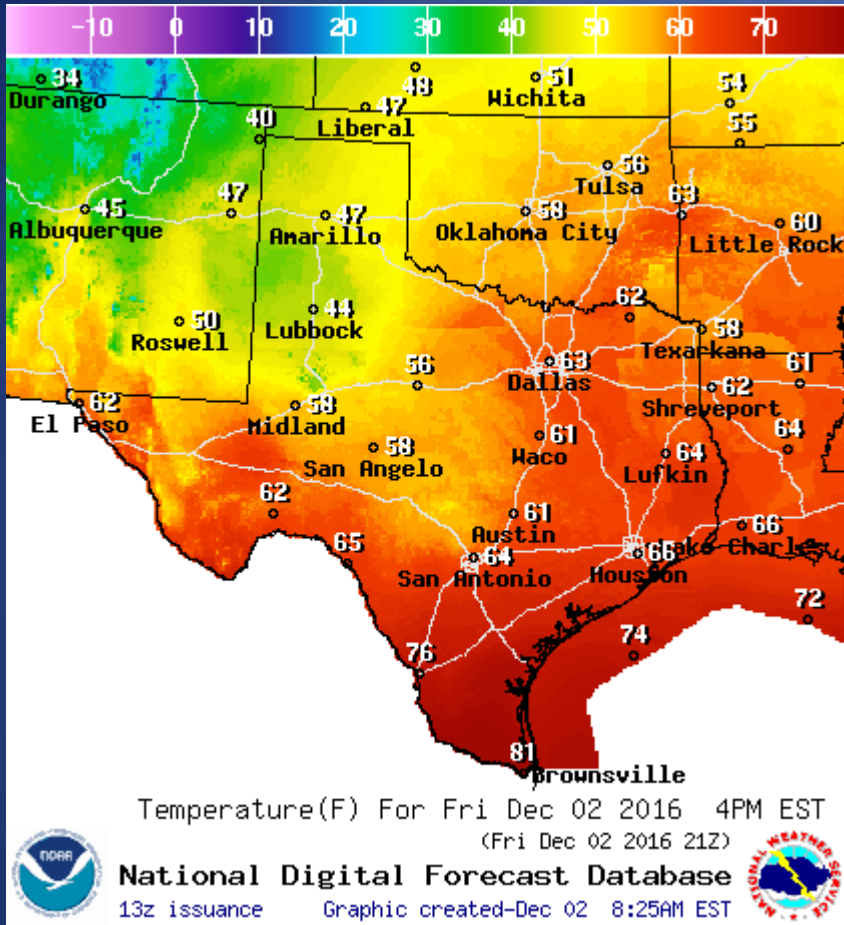 -10 0 10 20 30 40 50 60 70
34
Durango
48
51
Wichita
54
47
Liberal
40
55
56
Tulsa
45
Albuquerque
47
47
Amarillo
58
Oklahoma City
63
60
Little Rock
50
Roswell
44
Lubbock
62
58
Texarkana
63
Dallas
56
61
62
Shreveport
62
El Paso
58
Midland
58
San Angelo
61
Waco
64
Lufkin
64
62
61
Austin
66
Lake Charles
65
64
San Antonio
66
Houston
72
74
76
81
Brownsville
Temperature(F) For Fri Dec 02 2016 4PM EST
(Fri Dec 02 2016 21Z)
National Digital Forecast Database
13z issuance Graphic created-Dec 02 8:25AM EST
NOAA
NATIONAL WEATHER SERVICE